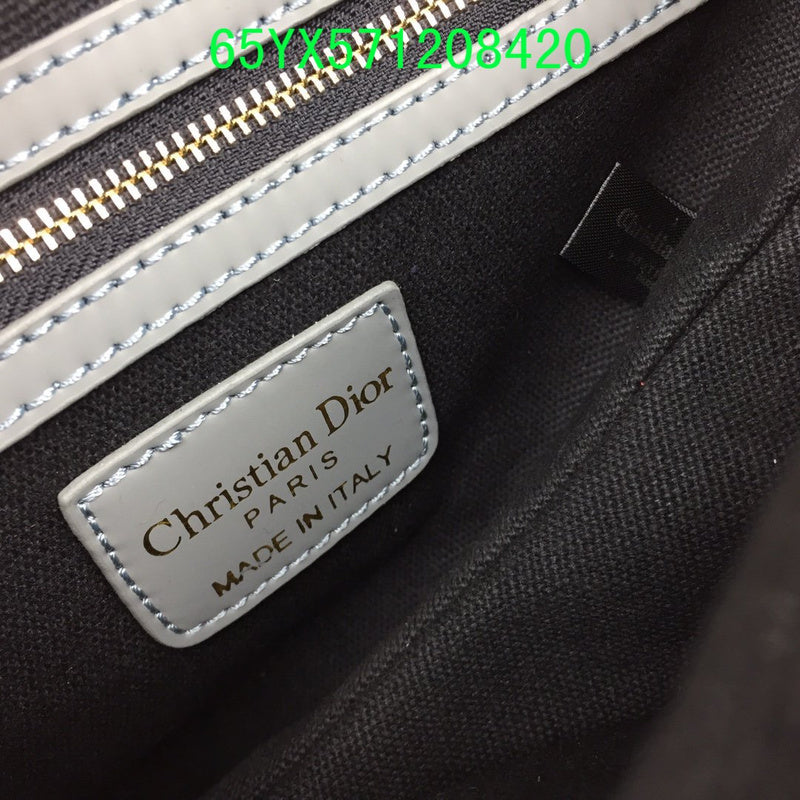 65YX571208420
Christian Dior
PARIS
MADE IN ITALY